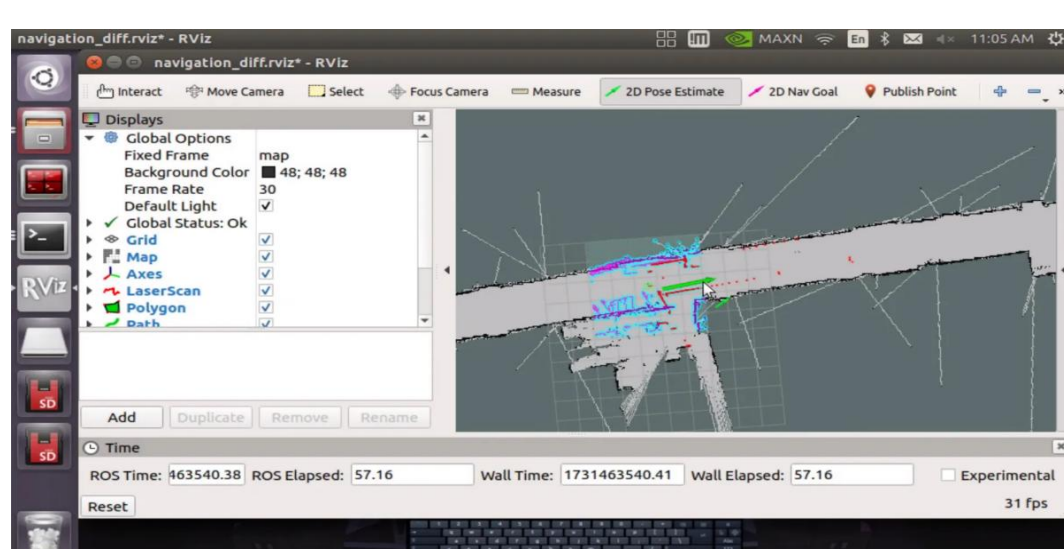 navigation_diff.rviz* - RViz
MAXN
En
11:05 AM
navigation_diff.rviz* - RViz
Interact
Move Camera
Select
Focus Camera
Measure
2D Pose Estimate
2D Nav Goal
Publish Point
Displays
Global Options
Fixed Frame map
Background Color 48; 48; 48
Frame Rate 30
Default Light
Global Status: Ok
Grid
Map
Axes
LaserScan
Polygon
Path
RViz
SD
SD
Add Duplicate Remove Rename
Time
ROS Time: 463540.38 ROS Elapsed: 57.16 Wall Time: 1731463540.41 Wall Elapsed: 57.16 Experimental
Reset 31 fps